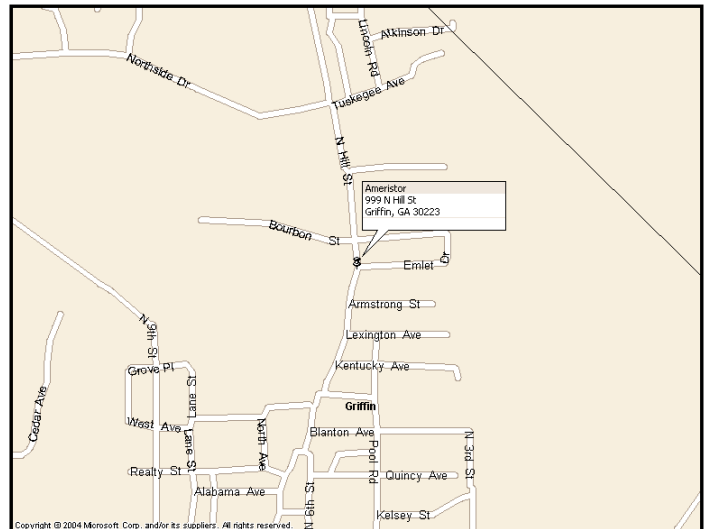 Atkinson Dr
Lincoln Rd
Northside Dr
Tuskegee Ave
N Hill St
Ameristor
999 N Hill St
Griffin, GA 30223
Bourbon St
Emlet Dr
Armstrong St
N 9th St
Lexington Ave
Grove Pl
Kentucky Ave
Lane St
Cedar Ave
Griffin
West Ave
Lane St
North Ave
Blanton Ave
Pool Rd
N 3rd St
Realty St
Quincy Ave
Alabama Ave
N 6th St
Kelsey St
N
Copyright © 2004 Microsoft Corp. and/or its suppliers. All rights reserved.